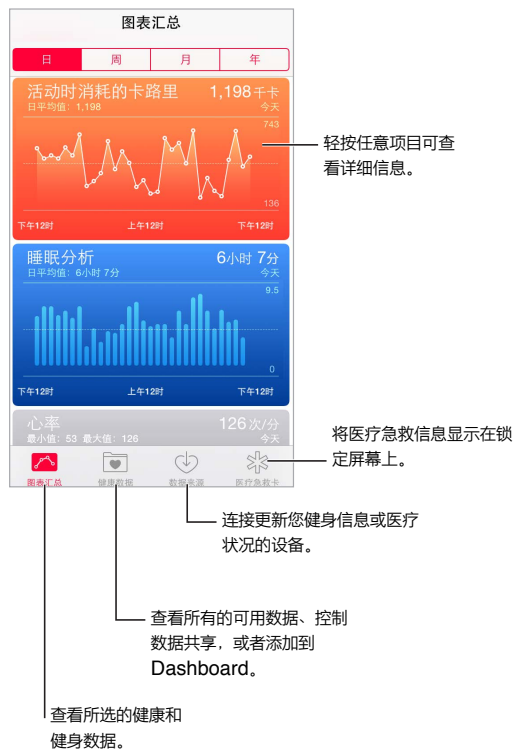 图表汇总
日 周 月 年
活动时消耗的卡路里 1,198 千卡
日平均值：1,198 今天
743
136
下午12时 上午12时 下午12时
轻按任意项目可查
看详细信息。
睡眠分析 6小时 7分
日平均值：6小时 7分 今天
9.5
0
下午12时 上午12时 下午12时
心率 126 次/分
最小值：53 最大值：126 今天
图表汇总 健康数据 数据来源 医疗急救卡
将医疗急救信息显示在锁
定屏幕上。
连接更新您健身信息或医疗
状况的设备。
查看所有的可用数据、控制
数据共享，或者添加到
Dashboard。
查看所选的健康和
健身数据。